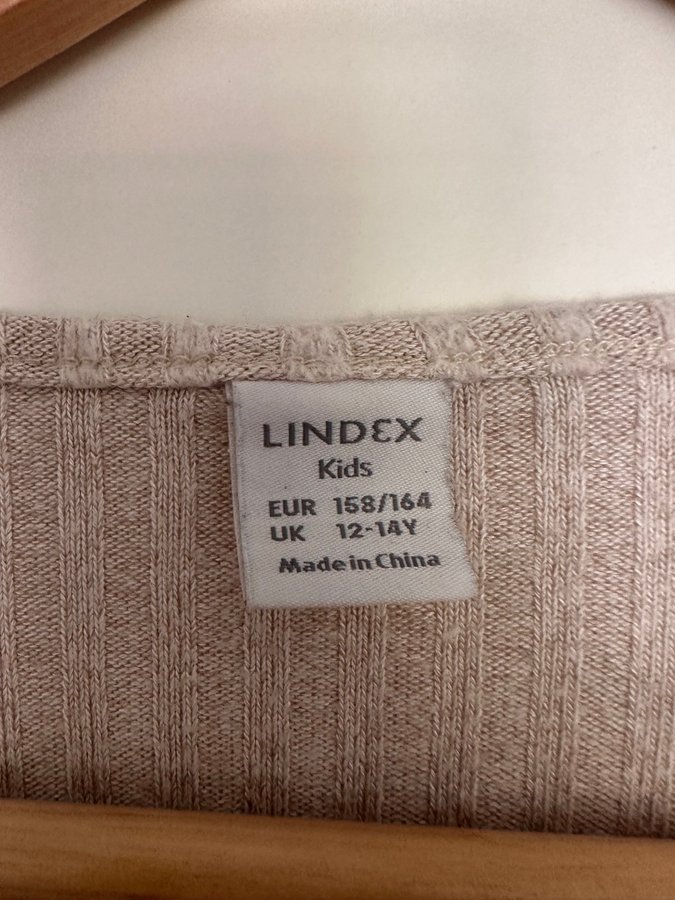 LINDEX
Kids
EUR 158/164
UK 12-14Y
Made in China